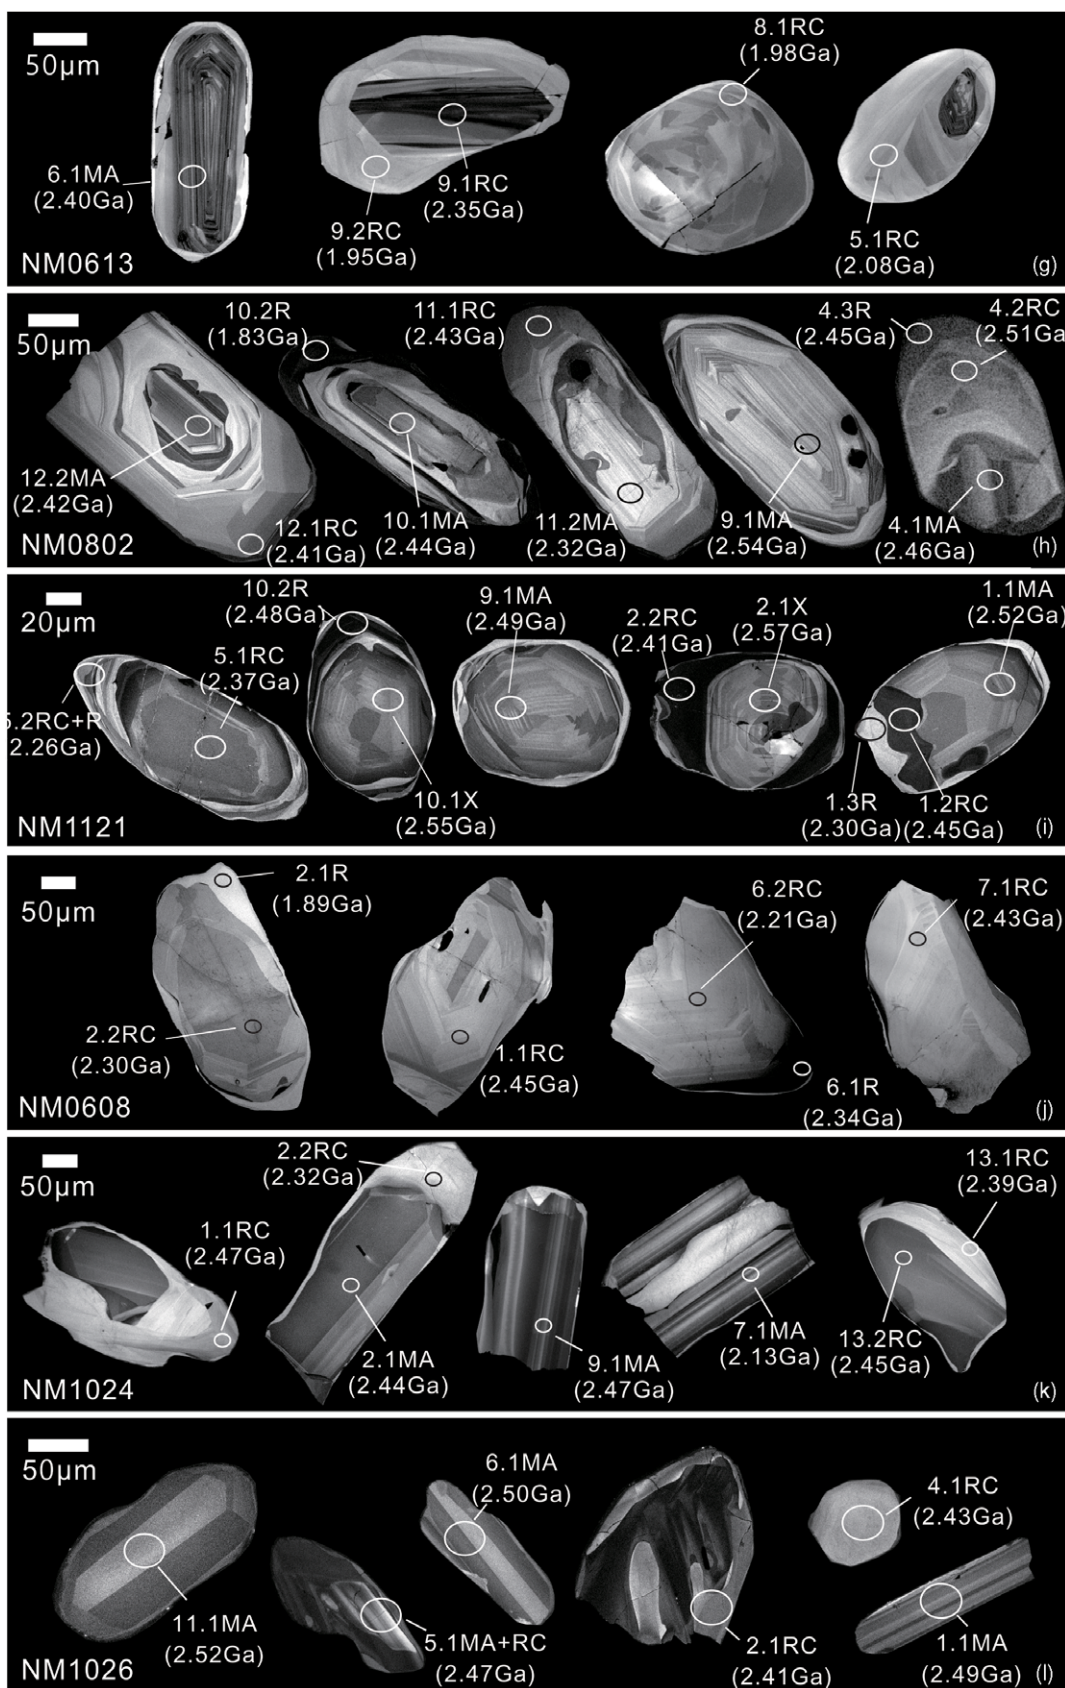 50μm
6.1MA
(2.40Ga)
9.1RC
(2.35Ga)
9.2RC
(1.95Ga)
8.1RC
(1.98Ga)
5.1RC
(2.08Ga)
NM0613
(g)
50μm
10.2R
(1.83Ga)
11.1RC
(2.43Ga)
4.3R
(2.45Ga)
4.2RC
(2.51Ga)
12.2MA
(2.42Ga)
12.1RC
(2.41Ga)
10.1MA
(2.44Ga)
11.2MA
(2.32Ga)
9.1MA
(2.54Ga)
4.1MA
(2.46Ga)
NM0802
(h)
20μm
10.2R
(2.48Ga)
9.1MA
(2.49Ga)
2.2RC
(2.41Ga)
2.1X
(2.57Ga)
1.1MA
(2.52Ga)
5.1RC
(2.37Ga)
5.2RC+R
2.26Ga)
10.1X
(2.55Ga)
1.3R
(2.30Ga)
1.2RC
(2.45Ga)
NM1121
(i)
50μm
2.1R
(1.89Ga)
6.2RC
(2.21Ga)
7.1RC
(2.43Ga)
2.2RC
(2.30Ga)
1.1RC
(2.45Ga)
6.1R
(2.34Ga)
NM0608
(j)
50μm
2.2RC
(2.32Ga)
13.1RC
(2.39Ga)
1.1RC
(2.47Ga)
2.1MA
(2.44Ga)
9.1MA
(2.47Ga)
7.1MA
(2.13Ga)
13.2RC
(2.45Ga)
NM1024
(k)
50μm
6.1MA
(2.50Ga)
4.1RC
(2.43Ga)
11.1MA
(2.52Ga)
5.1MA+RC
(2.47Ga)
2.1RC
(2.41Ga)
1.1MA
(2.49Ga)
NM1026
(l)